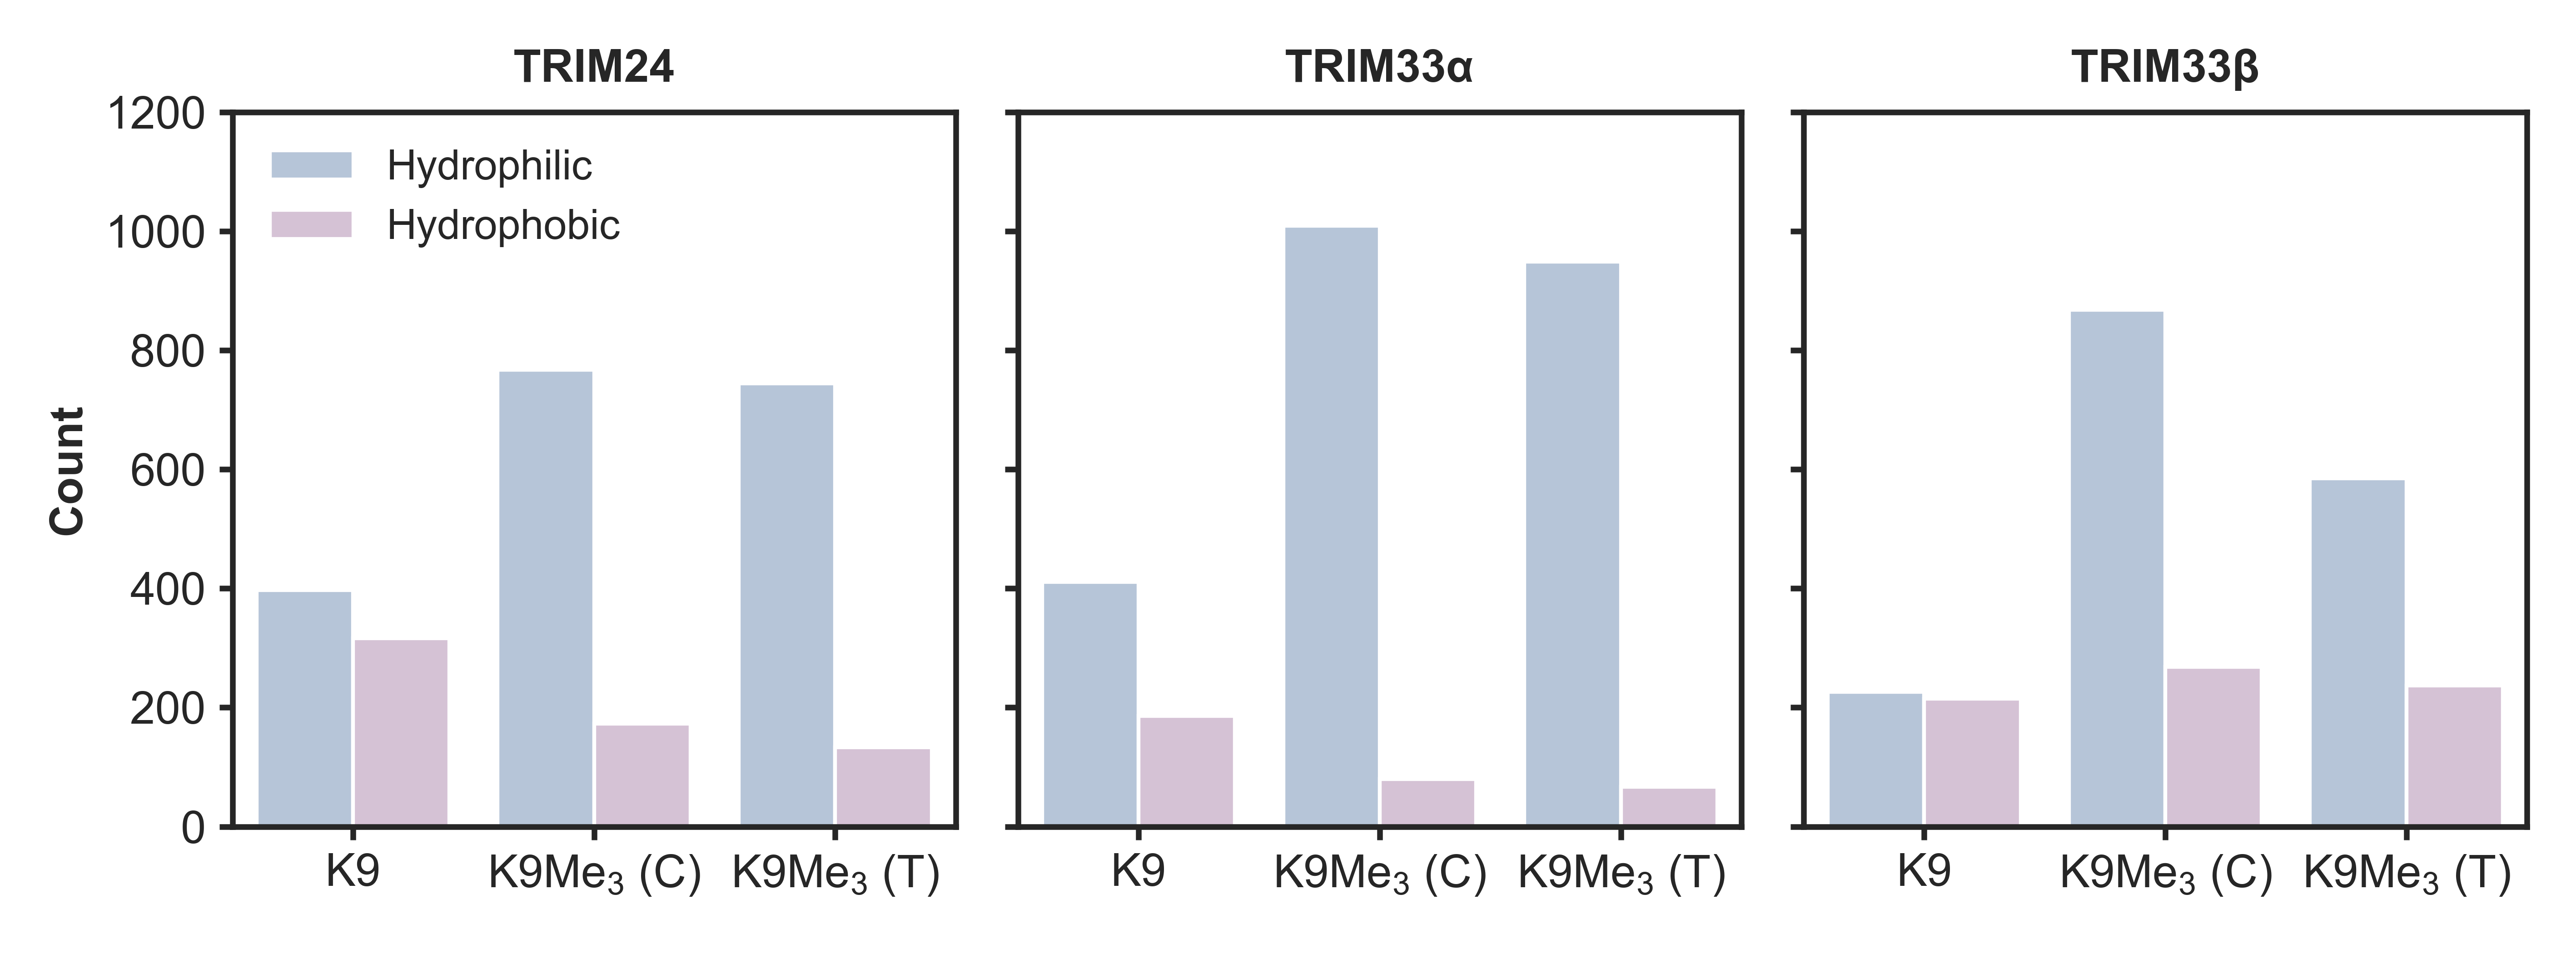 TRIM24
TRIM33α
TRIM33β
1200
1000
800
600
400
200
0
Count
Hydrophilic
Hydrophobic
K9
K9Me₃ (C)
K9Me₃ (T)
K9
K9Me₃ (C)
K9Me₃ (T)
K9
K9Me₃ (C)
K9Me₃ (T)